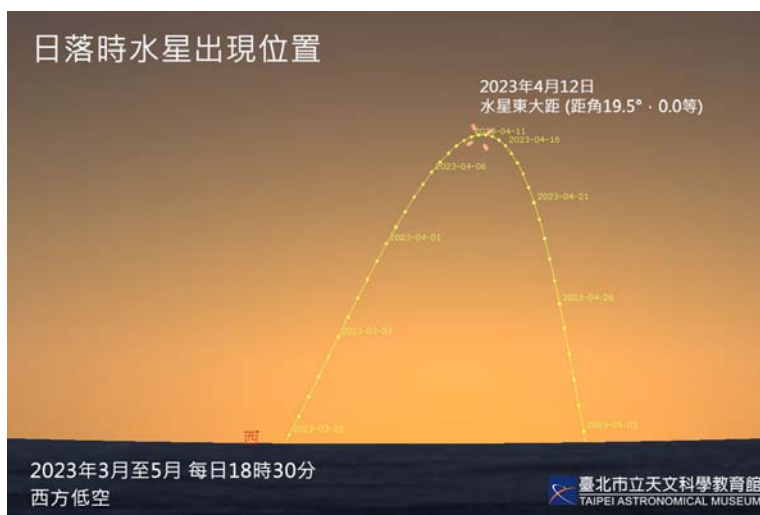 日落時水星出現位置
2023年4月12日
水星東大距 (距角19.5°．0.0等)
2023-04-11
2023-04-16
2023-04-06
2023-04-21
2023-04-01
2023-04-26
2023-03-27
2023-03-22
2023-05-01
西
2023年3月至5月 每日18時30分
西方低空
臺北市立天文科學教育館
TAIPEI ASTRONOMICAL MUSEUM